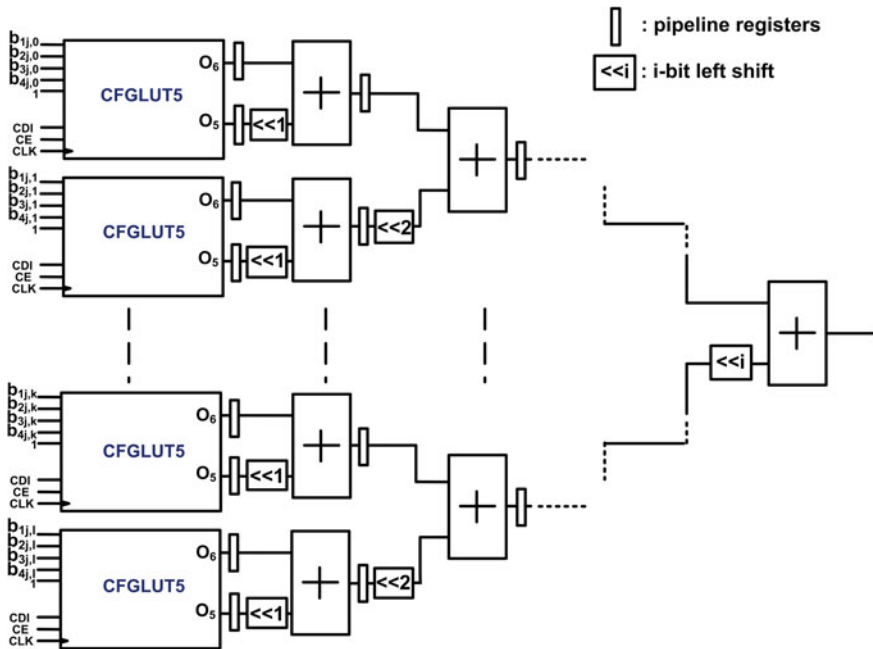 b1j,0
b2j,0
b3j,0
b4j,0
1
CDI
CE
CLK
CFGLUT5
O6
O5
<<1
+
+
: pipeline registers
<<i : i-bit left shift
b1j,1
b2j,1
b3j,1
b4j,1
1
CDI
CE
CLK
CFGLUT5
O6
O5
<<1
+
<<2
<<i
+
b1j,k
b2j,k
b3j,k
b4j,k
1
CDI
CE
CLK
CFGLUT5
O6
O5
<<1
+
+
b1j,l
b2j,l
b3j,l
b4j,l
1
CDI
CE
CLK
CFGLUT5
O6
O5
<<1
+
<<2